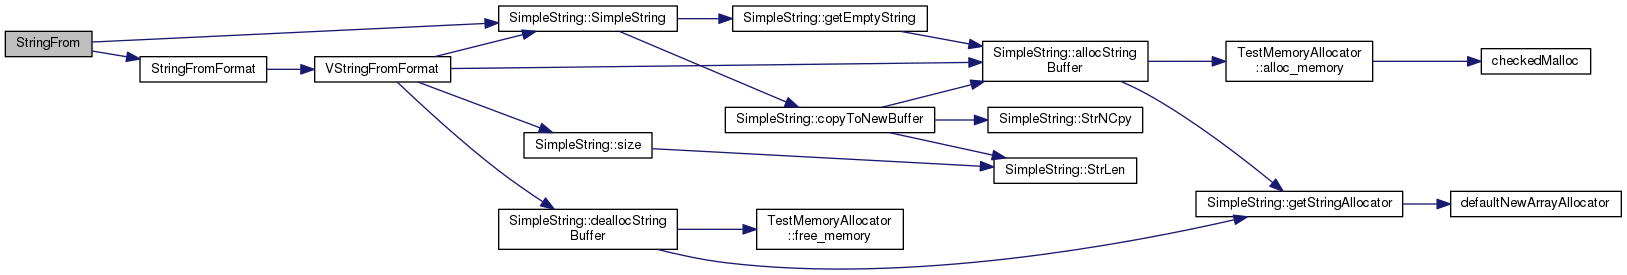 StringFrom
StringFromFormat
VStringFromFormat
SimpleString::SimpleString
SimpleString::size
SimpleString::deallocString
Buffer
SimpleString::getEmptyString
SimpleString::copyToNewBuffer
TestMemoryAllocator
::free_memory
SimpleString::allocString
Buffer
SimpleString::StrNCpy
SimpleString::StrLen
TestMemoryAllocator
::alloc_memory
SimpleString::getStringAllocator
checkedMalloc
defaultNewArrayAllocator